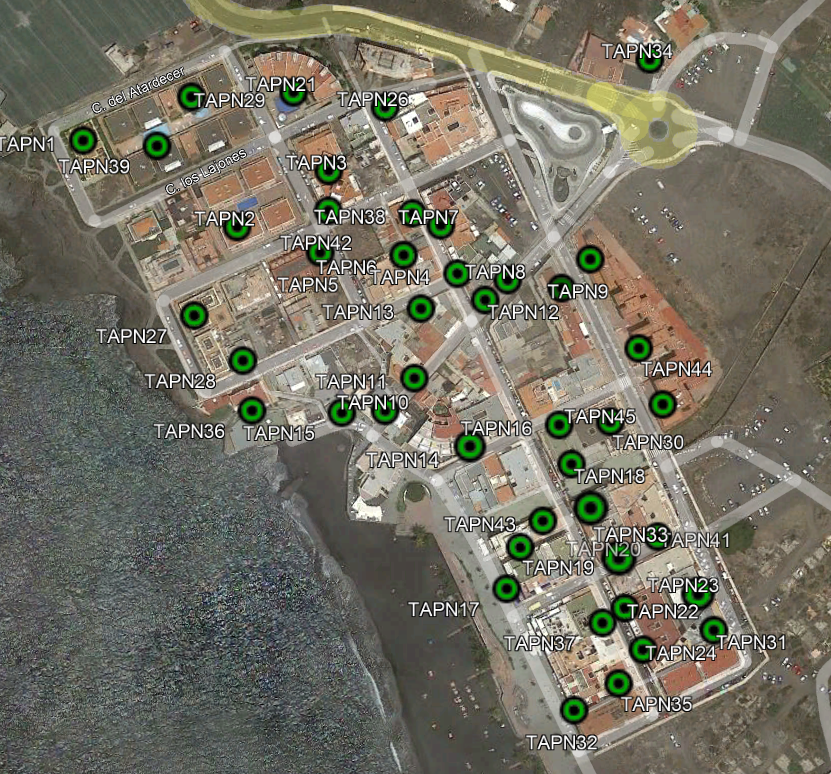 TAPN34
C. del Atardecer
TAPN29
TAPN21
TAPN26
TAPN1
TAPN39
C. los Lajones
TAPN3
TAPN2
TAPN38
TAPN7
TAPN42
TAPN6
TAPN4
TAPN8
TAPN5
TAPN9
TAPN13
TAPN12
TAPN27
TAPN28
TAPN11
TAPN44
TAPN10
TAPN36
TAPN15
TAPN16
TAPN45
TAPN30
TAPN14
TAPN18
TAPN43
TAPN33
TAPN41
TAPN20
TAPN19
TAPN23
TAPN17
TAPN22
TAPN37
TAPN31
TAPN24
TAPN35
TAPN32